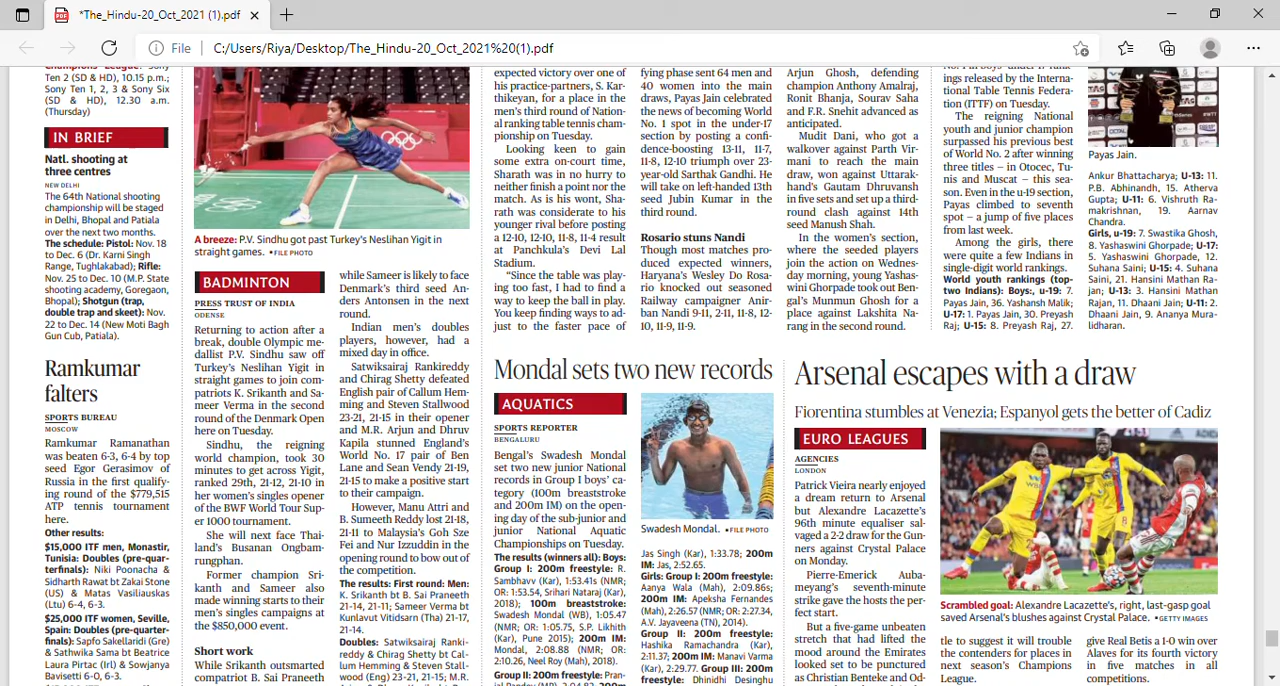 *The_Hindu-20_Oct_2021 (1).pdf
File
C:/Users/Riya/Desktop/The_Hindu-20_Oct_2021%20(1).pdf
Champions League: Sony
Ten 2 (SD & HD), 10.15 p.m.;
Sony Ten 1, 2, 3 & Sony Six
(SD & HD), 12.30 a.m.
(Thursday)
IN BRIEF
Natl. shooting at
three centres
NEW DELHI
The 64th National shooting
championship will be staged
in Delhi, Bhopal and Patiala
over the next two months.
The schedule: Pistol: Nov. 18
to Dec. 6 (Dr. Karni Singh
Range, Tughlakabad); Rifle:
Nov. 25 to Dec. 10 (M.P. State
shooting academy, Goregaon,
Bhopal); Shotgun (trap,
double trap and skeet): Nov.
22 to Dec. 14 (New Moti Bagh
Gun Cub, Patiala).
Ramkumar
falters
SPORTS BUREAU
MOSCOW
Ramkumar Ramanathan
was beaten 6-3, 6-4 by top
seed Egor Gerasimov of
Russia in the first qualify-
ing round of the $779,515
ATP tennis tournament
here.
Other results:
$15,000 ITF men, Monastir,
Tunisia: Doubles (pre-quar-
terfinals): Niki Poonacha &
Sidharth Rawat bt Zakai Stone
(US) & Matas Vasiliauskas
(Ltu) 6-4, 6-3.
$25,000 ITF women, Seville,
Spain: Doubles (pre-quarter-
finals): Sapfo Sakellaridi (Gre)
& Sathwika Sama bt Beatrice
Laura Pirtac (Irl) & Sowjanya
Bavisetti 6-0, 6-3.
A breeze: P.V. Sindhu got past Turkey's Neslihan Yigit in
straight games. •FILE PHOTO
BADMINTON
PRESS TRUST OF INDIA
ODENSE
Returning to action after a
break, double Olympic me-
dallist P.V. Sindhu saw off
Turkey's Neslihan Yigit in
straight games to join com-
patriots K. Srikanth and Sa-
meer Verma in the second
round of the Denmark Open
here on Tuesday.
Sindhu, the reigning
world champion, took 30
minutes to get across Yigit,
ranked 29th, 21-12, 21-10 in
her women's singles opener
of the BWF World Tour Sup-
er 1000 tournament.
She will next face Thai-
land's Busanan Ongbam-
rungphan.
Former champion Sri-
kanth and Sameer also
made winning starts to their
men's singles campaigns at
the $850,000 event.
Short work
While Srikanth outsmarted
compatriot B. Sai Praneeth
while Sameer is likely to face
Denmark's third seed An-
ders Antonsen in the next
round.
Indian men's doubles
players, however, had a
mixed day in office.
Satwiksairaj Rankireddy
and Chirag Shetty defeated
English pair of Callum Hem-
ming and Steven Stallwood
23-21, 21-15 in their opener
and M.R. Arjun and Dhruv
Kapila stunned England's
World No. 17 pair of Ben
Lane and Sean Vendy 21-19,
21-15 to make a positive start
to their campaign.
However, Manu Attri and
B. Sumeeth Reddy lost 21-18,
21-11 to Malaysia's Goh Sze
Fei and Nur Izzuddin in the
opening round to bow out of
the competition.
The results: First round: Men:
K. Srikanth bt B. Sai Praneeth
21-14, 21-11; Sameer Verma bt
Kunlavut Vitidsarn (Tha) 21-17,
21-14.
Doubles: Satwiksairaj Ranki-
reddy & Chirag Shetty bt Cal-
lum Hemming & Steven Stall-
wood (Eng) 23-21, 21-15; M.R.
expected victory over one of
his practice-partners, S. Kar-
thikeyan, for a place in the
men's third round of Nation-
al ranking table tennis cham-
pionship on Tuesday.
Looking keen to gain
some extra on-court time,
Sharath was in no hurry to
neither finish a point nor the
match. As is his wont, Sha-
rath was considerate to his
younger rival before posting
a 12-10, 12-10, 11-8, 11-4 result
at Panchkula's Devi Lal
Stadium.
“Since the table was play-
ing too fast, I had to find a
way to keep the ball in play.
You keep finding ways to ad-
just to the faster pace of
fying phase sent 64 men and
40 women into the main
draws, Payas Jain celebrated
the news of becoming World
No. 1 spot in the under-17
section by posting a confi-
dence-boosting 13-11, 11-7,
11-8, 12-10 triumph over 23-
year-old Sarthak Gandhi. He
will take on left-handed 13th
seed Jubin Kumar in the
third round.
Rosario stuns Nandi
Though most matches pro-
duced expected winners,
Haryana's Wesley Do Rosa-
rio knocked out seasoned
Railway campaigner Anir-
ban Ghosh 9-11, 2-11, 11-8, 12-
10, 11-9, 11-9.
Arjun Ghosh, defending
champion Anthony Amalraj,
Ronit Bhanja, Sourav Saha
and F.R. Snehit advanced as
anticipated.
Mudit Dani, who got a
walkover against Parth Vir-
mani to reach the main
draw, won against Uttarak-
hand's Gautam Dhruvansh
in five sets and set up a third-
round clash against 14th
seed Manush Shah.
In the women's section,
where the seeded players
join the action on Wednes-
day morning, young Yashas-
wini Ghorpade took out Ben-
gal's Munmun Ghosh for a
place against Lakshita Na-
rang in the second round.
ings released by the Interna-
tional Table Tennis Federa-
tion (ITTF) on Tuesday.
The reigning National
youth and junior champion
surpassed his previous best
of World No. 2 after winning
three titles – in Otocec, Tu-
nis and Muscat – this sea-
son. Even in the u-19 section,
Payas climbed to seventh
spot – a jump of five places
from last week.
Among the girls, there
were quite a few Indians in
single-digit world rankings.
World youth rankings (top-
two Indians): Boys:, u-19: 7.
Payas Jain, 36. Yashansh Malik;
U-17: 1. Payas Jain, 30. Preyesh
Raj; U-15: 8. Preyash Raj, 27.
Payas Jain.
Ankur Bhattacharya; U-13: 11.
P.B. Abhinandh, 15. Atherva
Gupta; U-11: 6. Vishruth Ra-
makrishnan, 19. Aarnav
Chandra.
Girls, u-19: 7. Swastika Ghosh,
8. Yashaswini Ghorpade; U-17:
5. Yashaswini Ghorpade, 12.
Suhana Saini; U-15: 4. Suhana
Saini, 21. Hansini Mathan Ra-
jan; U-13: 3. Hansini Mathan
Rajan, 11. Dhaani Jain; U-11: 2.
Dhaani Jain, 9. Ananya Mura-
lidharan.
Mondal sets two new records
AQUATICS
SPORTS REPORTER
BENGALURU
Bengal's Swadesh Mondal
set two new junior National
records in Group I boys' ca-
tegory (100m breaststroke
and 200m IM) on the open-
ing day of the sub-junior and
junior National Aquatic
Championships on Tuesday.
The results (winners all): Boys:
Group I: 200m freestyle: R.
Sambhavv (Kar), 1:53.41s (NMR;
OR: 1:53.54, Srihari Nataraj (Kar),
2018); 100m breaststroke:
Swadesh Mondal (WB), 1:05.47
(NMR; OR: 1:05.75, S.P. Likhith
(Kar), Pune 2015); 200m IM:
Mondal, 2:08.88 (NMR; OR:
2:10.26, Neel Roy (Mah), 2018).
Swadesh Mondal. •FILE PHOTO
Jas Singh (Kar), 1:33.78; 200m
IM: Jas, 2:52.65.
Girls: Group I: 200m freestyle:
Aanya Wala (Mah), 2:09.86s;
200m IM: Apeksha Fernandes
(Mah), 2:26.57 (NMR; OR: 2:27.34,
A.V. Jayaveena (TN), 2014).
Group II: 200m freestyle:
Hashika Ramachandra (Kar),
2:11.37; 200m IM: Manavi Varma
(Kar), 2:29.77. Group III: 200m
freestyle: Dhinidhi Desinghu
Arsenal escapes with a draw
Fiorentina stumbles at Venezia; Espanyol gets the better of Cadiz
EURO LEAGUES
AGENCIES
LONDON
Patrick Vieira nearly enjoyed
a dream return to Arsenal
but Alexandre Lacazette's
96th minute equaliser sal-
vaged a 2-2 draw for the Gun-
ners against Crystal Palace
on Monday.
Pierre-Emerick Auba-
meyang's seventh-minute
strike gave the hosts the per-
fect start.
But a five-game unbeaten
stretch that had lifted the
mood around the Emirates
looked set to be punctured
as Christian Benteke and Od-
Scrambled goal: Alexandre Lacazette's, right, last-gasp goal
saved Arsenal's blushes against Crystal Palace. •GETTY IMAGES
tle to suggest it will trouble
the contenders for places in
next season's Champions
League.
give Real Betis a 1-0 win over
Alaves for its fourth victory
in five matches in all
competitions.